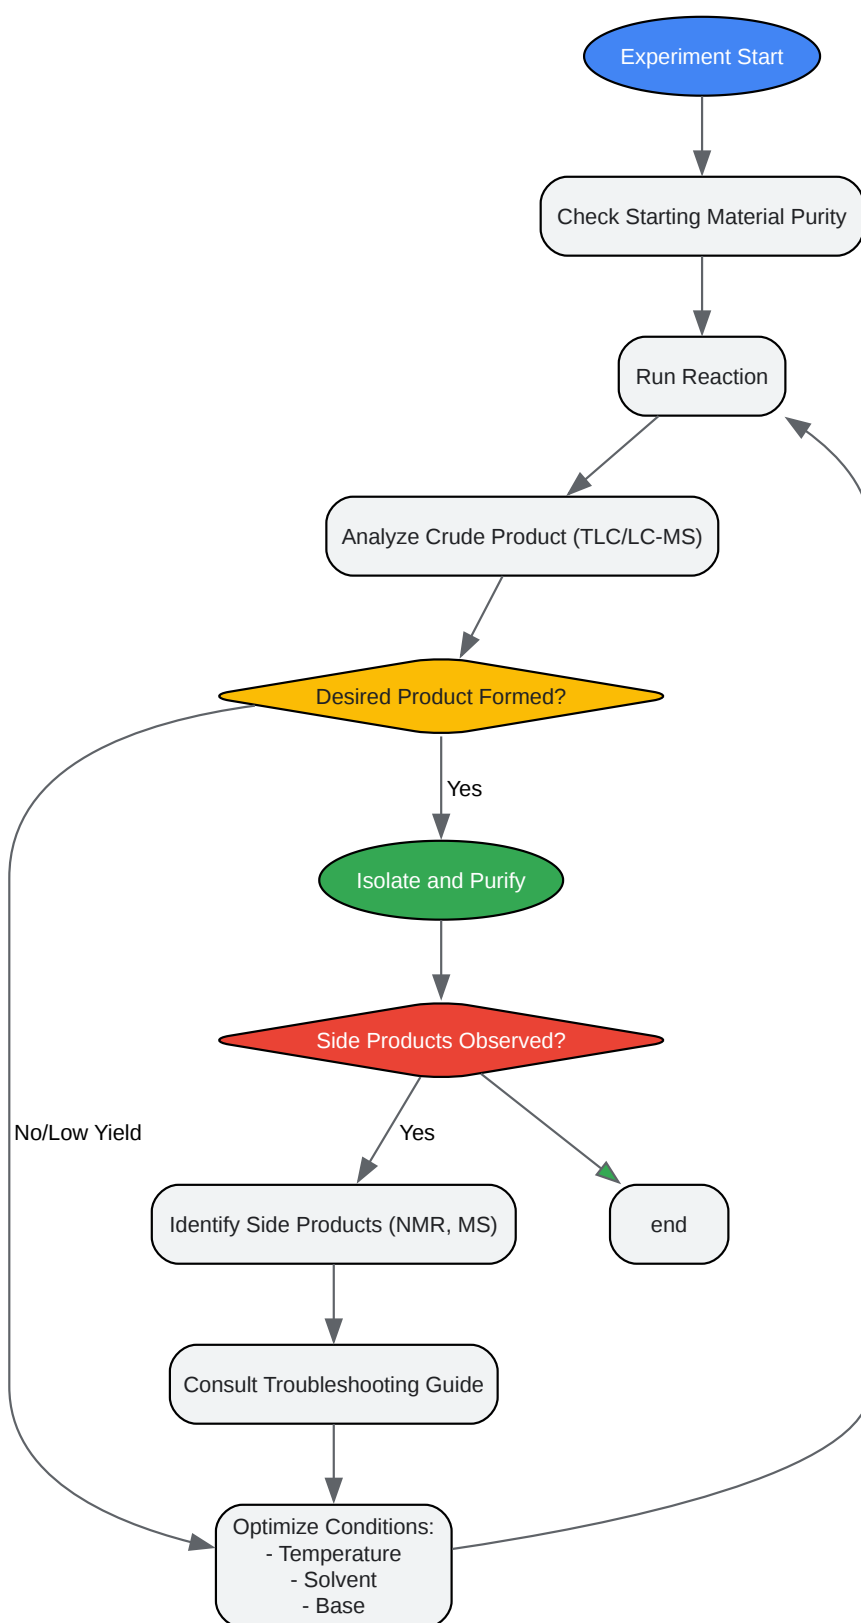 Experiment Start
Check Starting Material Purity
Run Reaction
Analyze Crude Product (TLC/LC-MS)
Desired Product Formed?
Yes
Isolate and Purify
Side Products Observed?
No/Low Yield
Yes
Identify Side Products (NMR, MS)
end
Consult Troubleshooting Guide
Optimize Conditions:
- Temperature
- Solvent
- Base